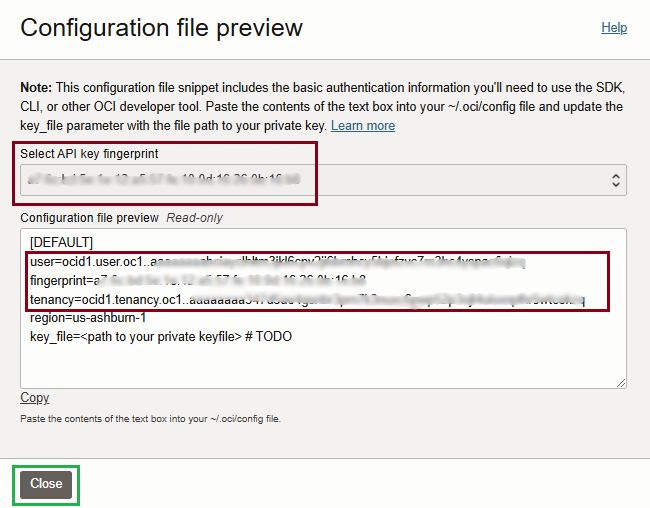 Configuration file preview
Help
Note: This configuration file snippet includes the basic authentication information you'll need to use the SDK,
CLI, or other OCI developer tool. Paste the contents of the text box into your ~/.oci/config file and update the
key_file parameter with the file path to your private key. Learn more
Select API key fingerprint
Configuration file preview Read-only
[DEFAULT]
user=ocid1.user.oc1..
fingerprint=
tenancy=ocid1.tenancy.oc1..
region=us-ashburn-1
key_file=<path to your private keyfile> # TODO
Copy
Paste the contents of the text box into your ~/.oci/config file.
Close